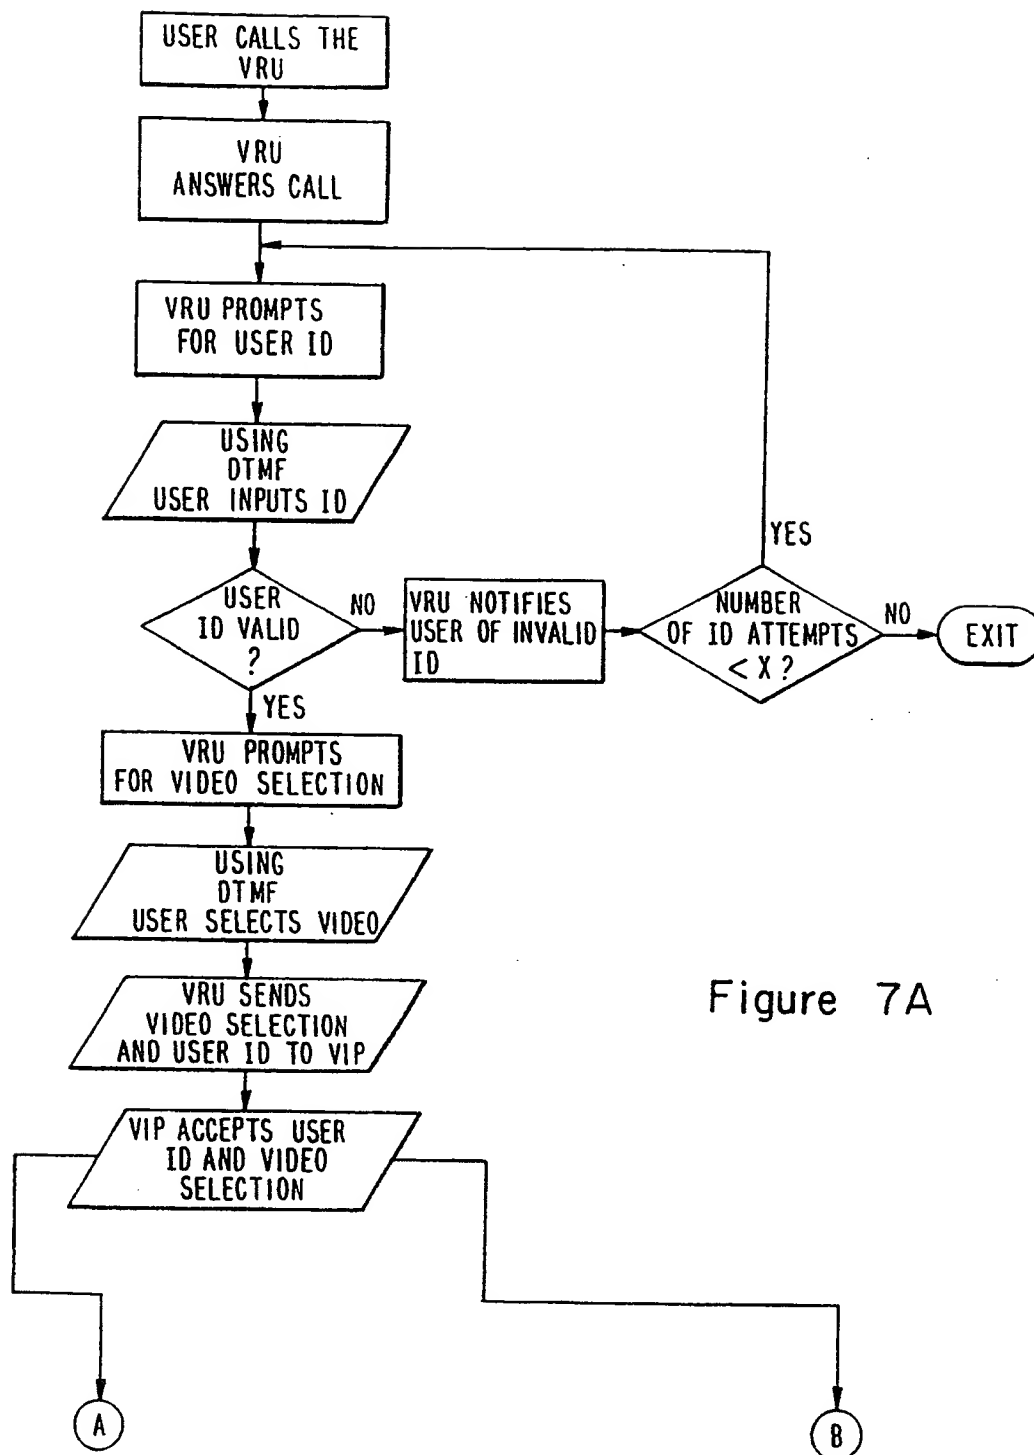 USER CALLS THE
VRU
VRU
ANSWERS CALL
VRU PROMPTS
FOR USER ID
USING
DTMF
USER INPUTS ID
USER
ID VALID
?
NO
VRU NOTIFIES
USER OF INVALID
ID
NUMBER
OF ID ATTEMPTS
< X ?
YES
NO
EXIT
YES
VRU PROMPTS
FOR VIDEO SELECTION
USING
DTMF
USER SELECTS VIDEO
VRU SENDS
VIDEO SELECTION
AND USER ID TO VIP
Figure 7A
VIP ACCEPTS USER
ID AND VIDEO
SELECTION
A
B